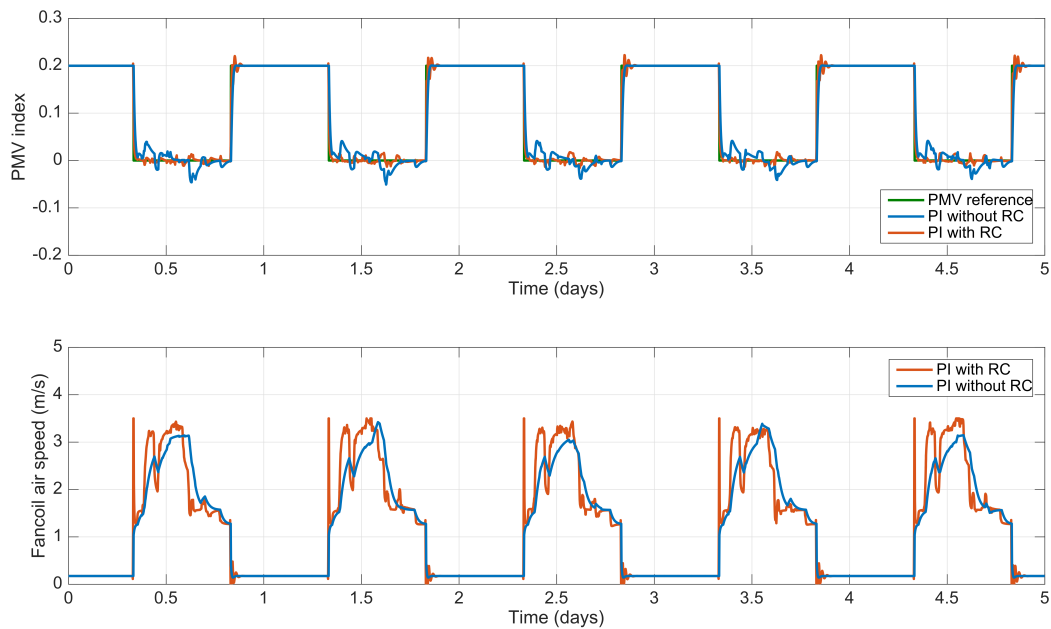 0.3
0.2
0.1
0
-0.1
-0.2
PMV index
PMV reference
PI without RC
PI with RC
0 0.5 1 1.5 2 2.5 3 3.5 4 4.5 5
Time (days)
5
4
3
2
1
0
Fancoil air speed (m/s)
PI with RC
PI without RC
0 0.5 1 1.5 2 2.5 3 3.5 4 4.5 5
Time (days)